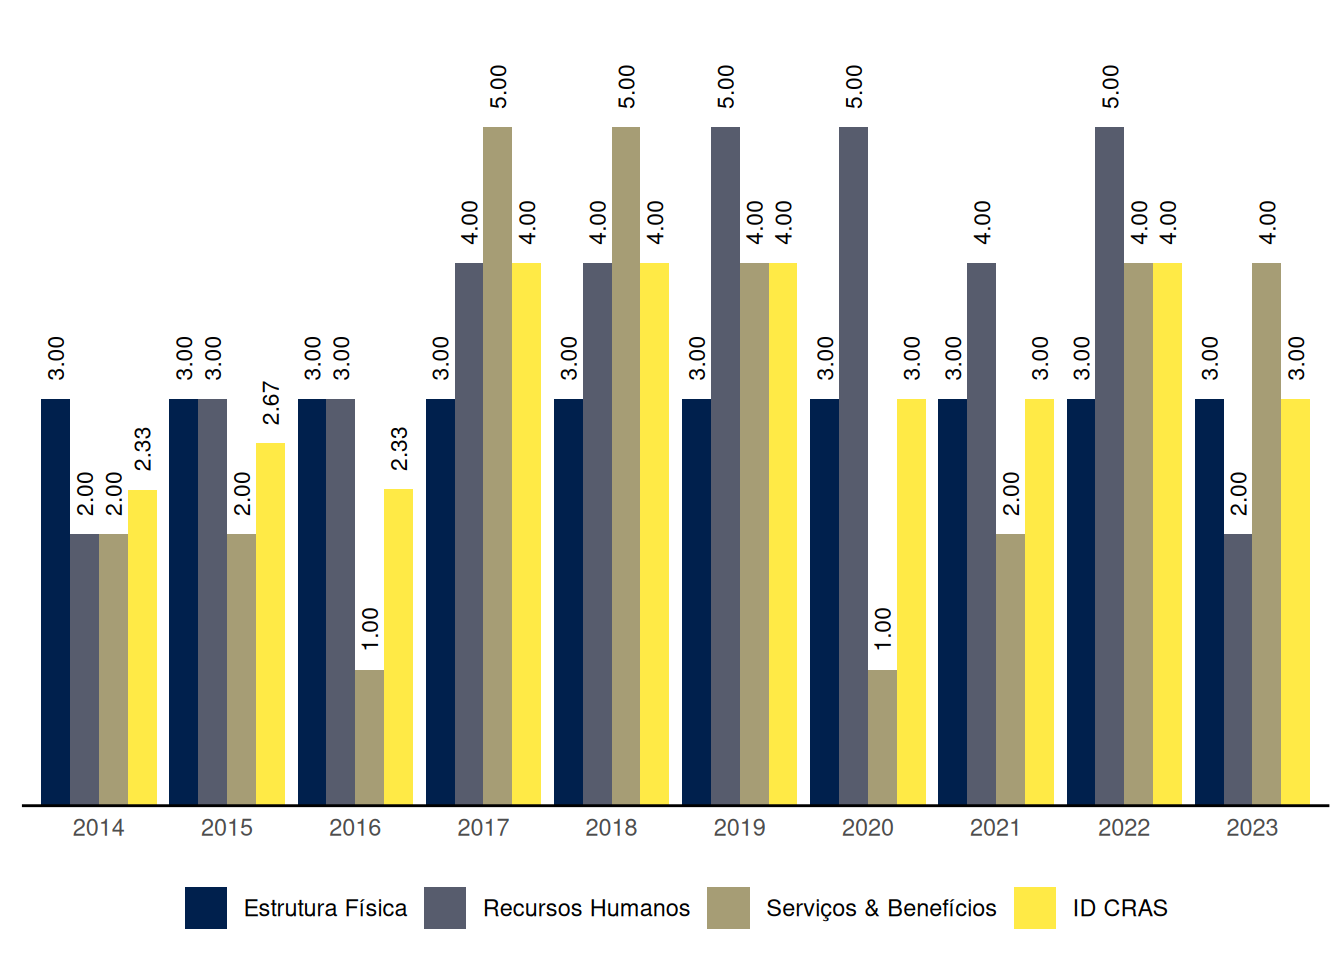 5.00 5.00 5.00 5.00 5.00
4.00 4.00 4.00 4.00 4.00 4.00 4.00 4.00 4.00 4.00
3.00 3.00 3.00 3.00 3.00 3.00 3.00 3.00 3.00 3.00 3.00 3.00 3.00 3.00 3.00
2.67
2.33 2.33
2.00 2.00 2.00 2.00 2.00
1.00 1.00
2014 2015 2016 2017 2018 2019 2020 2021 2022 2023
Estrutura Física Recursos Humanos Serviços & Benefícios ID CRAS